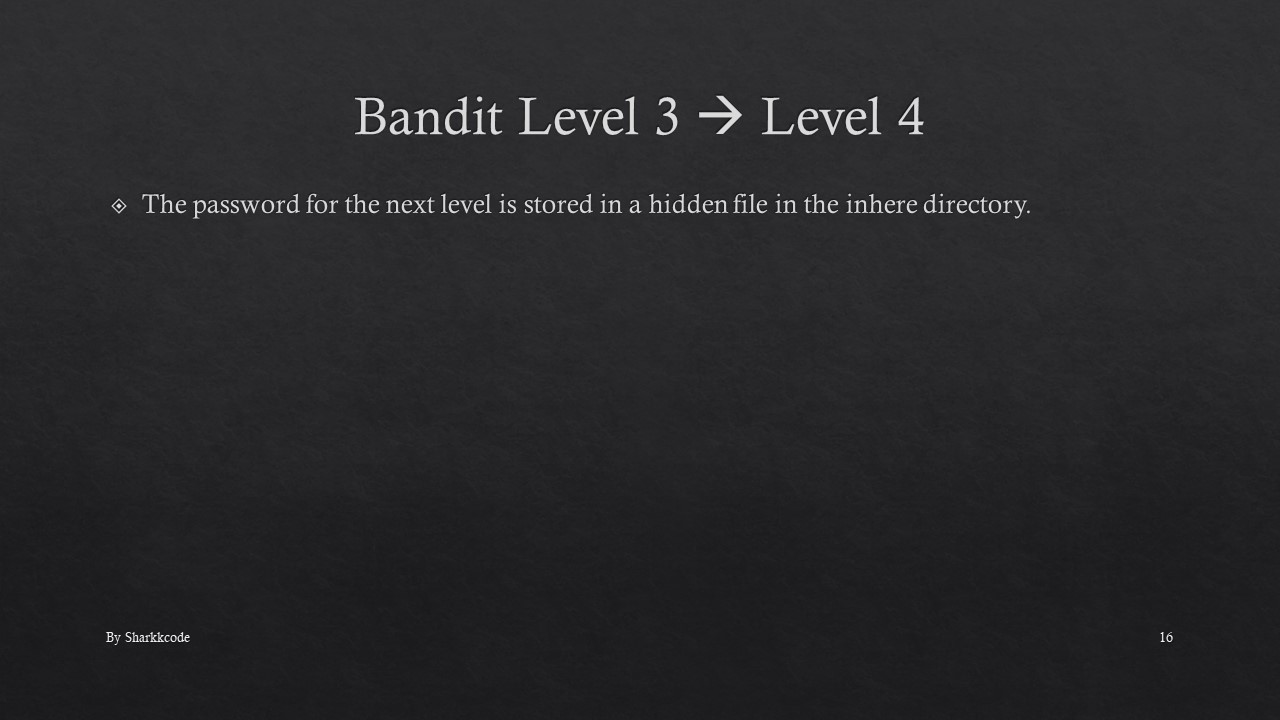 Bandit Level 3 → Level 4
The password for the next level is stored in a hidden file in the inhere directory.
By Sharkkcode
16